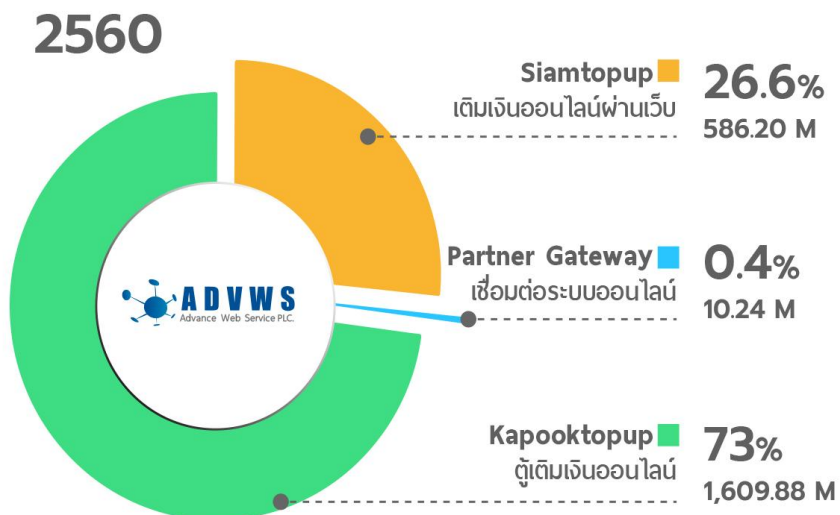 2560
Siamtopup
เติมเงินออนไลน์ผ่านเว็บ
26.6%
586.20 M
Partner Gateway
เชื่อมต่อระบบออนไลน์
0.4%
10.24 M
ADVWS
Advance Web Service PLC.
Kapooktopup
ตู้เติมเงินออนไลน์
73%
1,609.88 M